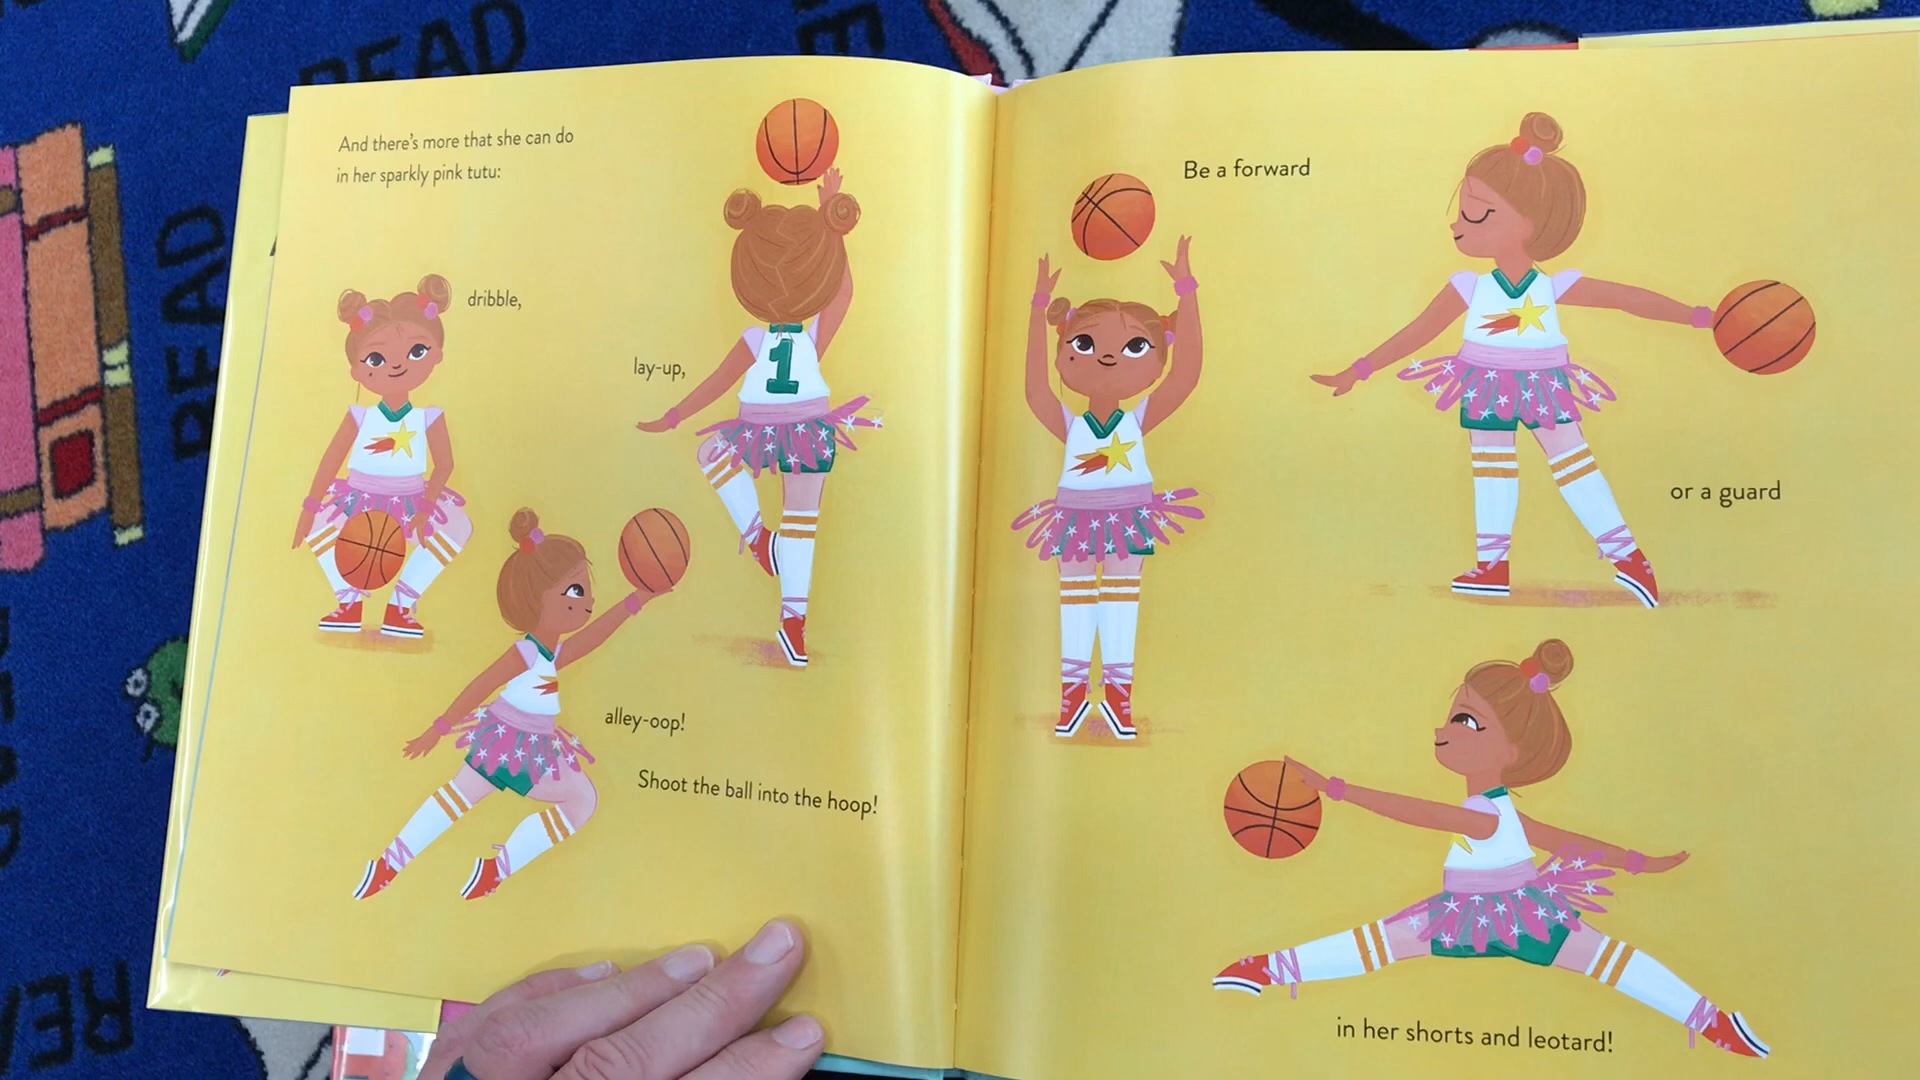 READ
READ
READ
And there's more that she can do
in her sparkly pink tutu:
dribble,
lay-up,
1
alley-oop!
Shoot the ball into the hoop!
Be a forward
or a guard
in her shorts and leotard!